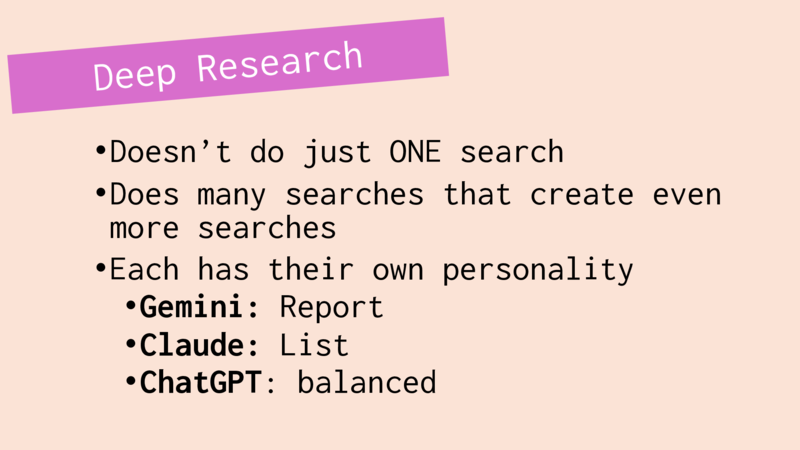 Deep Research
•Doesn’t do just ONE search
•Does many searches that create even
more searches
•Each has their own personality
•Gemini: Report
•Claude: List
•ChatGPT: balanced